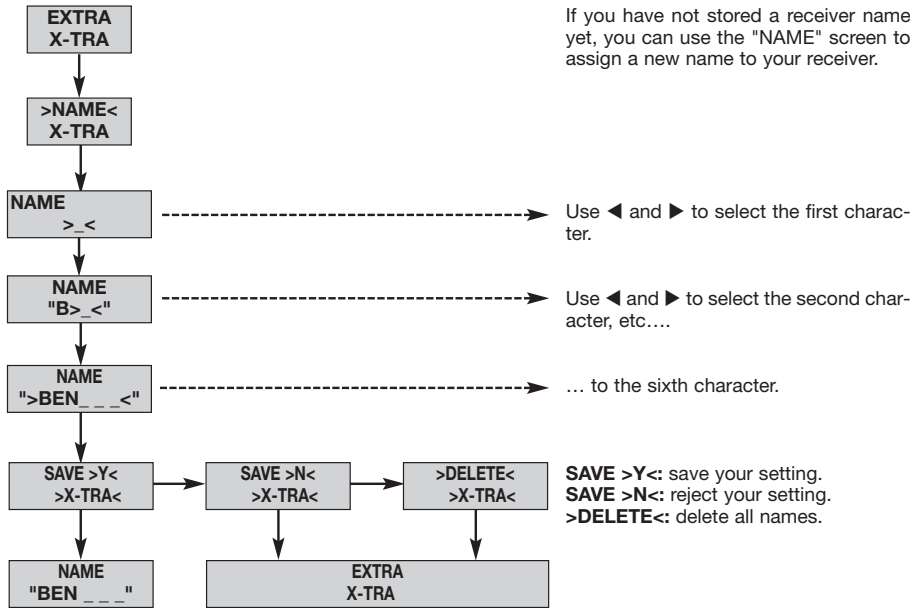 EXTRA
X-TRA
If you have not stored a receiver name
yet, you can use the "NAME" screen to
assign a new name to your receiver.
>NAME<
X-TRA
NAME
>_<
Use ◀ and ▶ to select the first charac-
ter.
NAME
"B>_<"
Use ◀ and ▶ to select the second char-
acter, etc….
NAME
">BEN_ _ _<"
… to the sixth character.
SAVE >Y<
>X-TRA<
SAVE >N<
>X-TRA<
>DELETE<
>X-TRA<
SAVE >Y<: save your setting.
SAVE >N<: reject your setting.
>DELETE<: delete all names.
NAME
"BEN _ _ _"
EXTRA
X-TRA